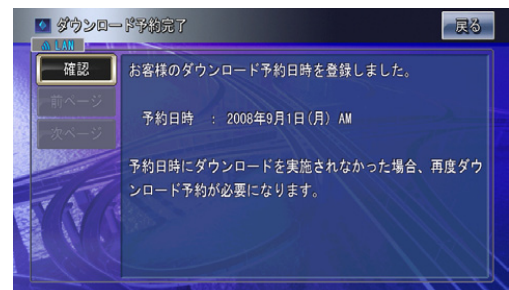 ダウンロード予約完了
戻る
LAN
確認
お客様のダウンロード予約日時を登録しました。
前ページ
予約日時 : 2008年9月1日(月) AM
次ページ
予約日時にダウンロードを実施されなかった場合、再度ダウ
ンロード予約が必要になります。